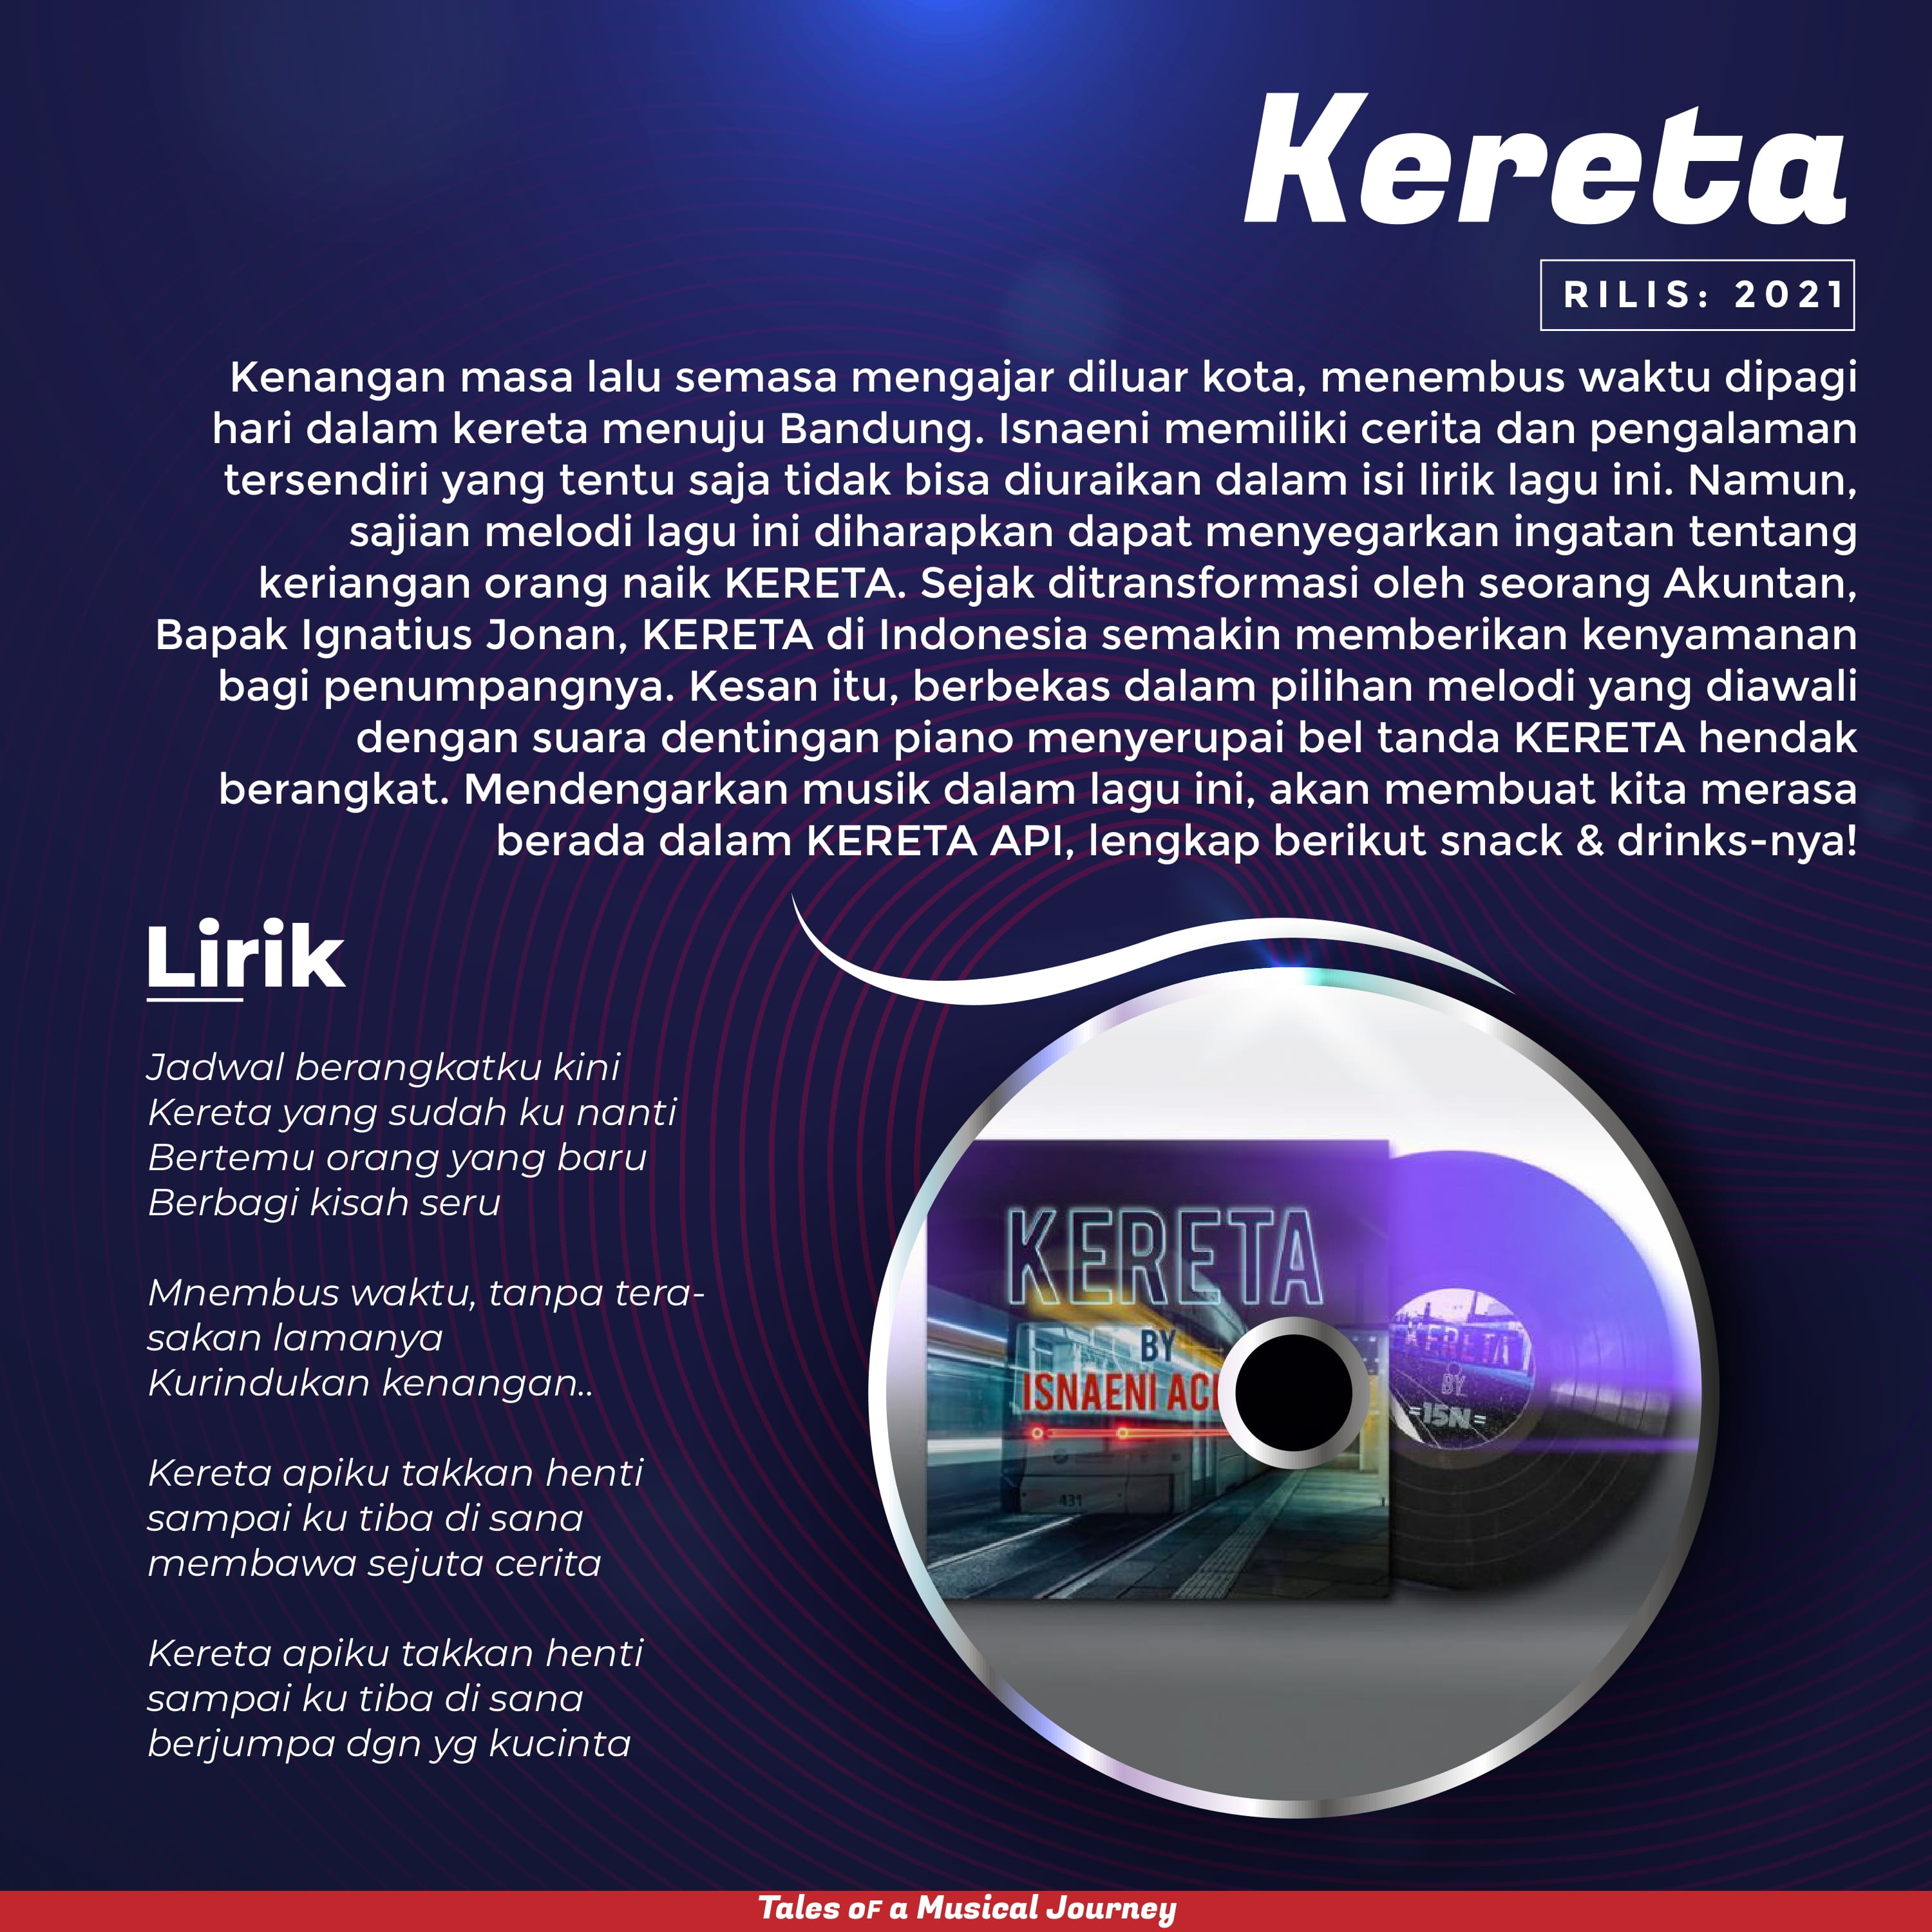 Kereta
RILIS: 2021
Kenangan masa lalu semasa mengajar diluar kota, menembus waktu dipagi
hari dalam kereta menuju Bandung. Isnaeni memiliki cerita dan pengalaman
tersendiri yang tentu saja tidak bisa diuraikan dalam isi lirik lagu ini. Namun,
sajian melodi lagu ini diharapkan dapat menyegarkan ingatan tentang
keriangan orang naik KERETA. Sejak ditransformasi oleh seorang Akuntan,
Bapak Ignatius Jonan, KERETA di Indonesia semakin memberikan kenyamanan
bagi penumpangnya. Kesan itu, berbekas dalam pilihan melodi yang diawali
dengan suara dentingan piano menyerupai bel tanda KERETA hendak
berangkat. Mendengarkan musik dalam lagu ini, akan membuat kita merasa
berada dalam KERETA API, lengkap berikut snack & drinks-nya!
Lirik
Jadwal berangkatku kini
Kereta yang sudah ku nanti
Bertemu orang yang baru
Berbagi kisah seru
Mnembus waktu, tanpa tera-
sakan lamanya
Kurindukan kenangan..
Kereta apiku takkan henti
sampai ku tiba di sana
membawa sejuta cerita
Kereta apiku takkan henti
sampai ku tiba di sana
berjumpa dgn yg kucinta
KERETA
BY
ISNAENI
431
KERETA
BY
=15N=
Tales oF a Musical Journey